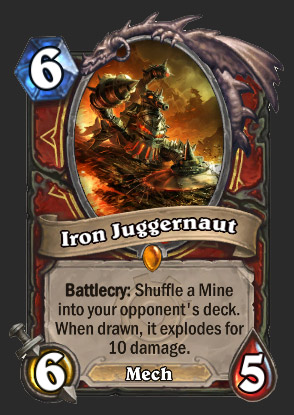 6
Iron Juggernaut
Battlecry: Shuffle a Mine
into your opponent's deck.
When drawn, it explodes for
10 damage.
6 Mech 5